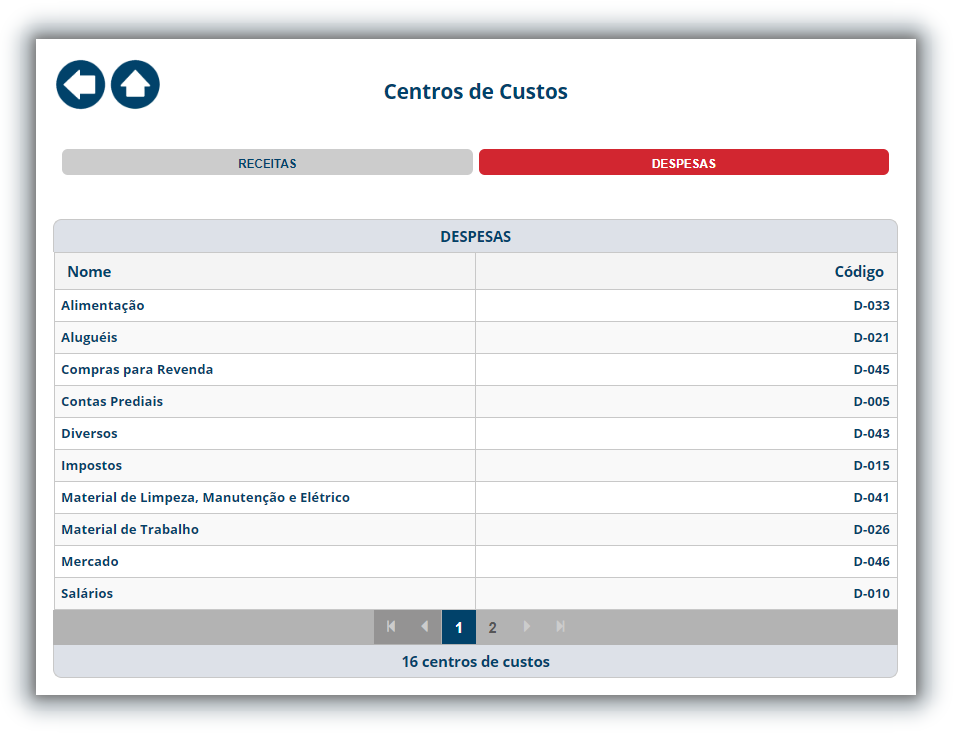 Centros de Custos
RECEITAS DESPESAS
DESPESAS
Nome Código
Alimentação D-033
Aluguéis D-021
Compras para Revenda D-045
Contas Prediais D-005
Diversos D-043
Impostos D-015
Material de Limpeza, Manutenção e Elétrico D-041
Material de Trabalho D-026
Mercado D-046
Salários D-010
1 2
16 centros de custos